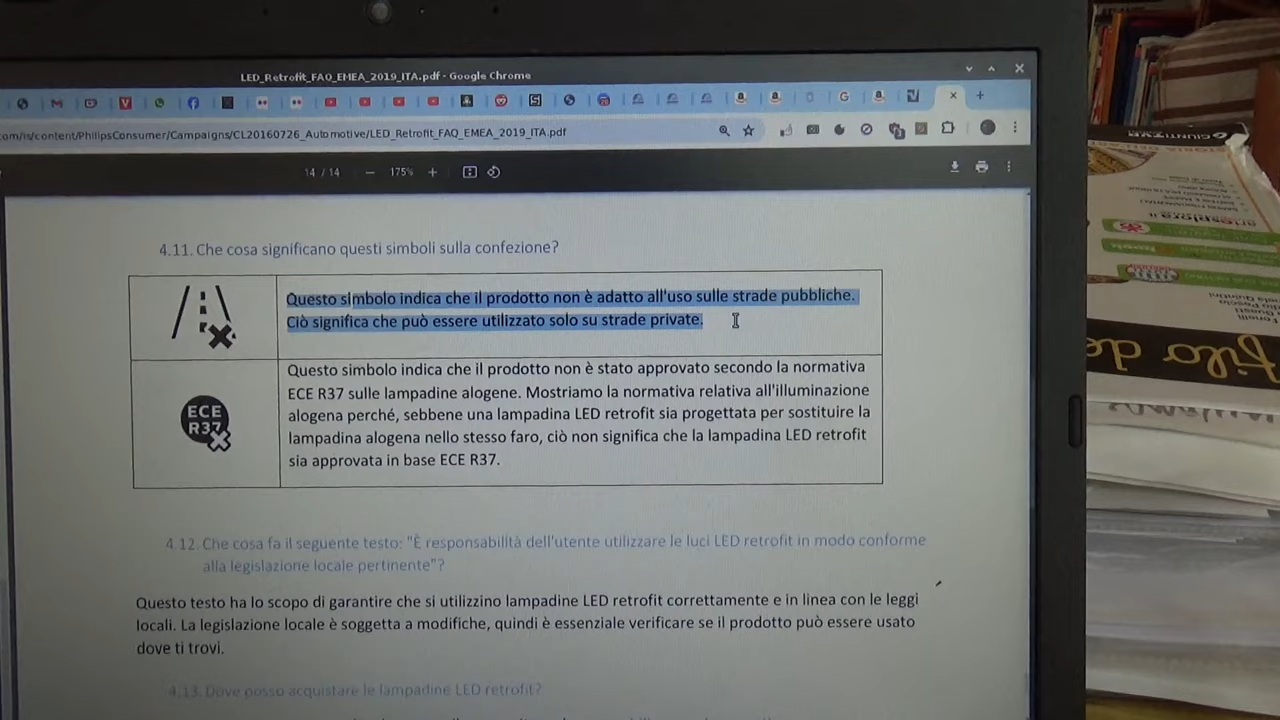 LED_Retrofit_FAQ_EMEA_2019_ITA.pdf - Google Chrome
com/is/content/PhilipsConsumer/Campaigns/CL20160726_Automotive/LED_Retrofit_FAQ_EMEA_2019_ITA.pdf
14 / 14 — 175% +
4.11. Che cosa significano questi simboli sulla confezione?
Questo simbolo indica che il prodotto non è adatto all'uso sulle strade pubbliche.
Ciò significa che può essere utilizzato solo su strade private.
ECE
R37
Questo simbolo indica che il prodotto non è stato approvato secondo la normativa
ECE R37 sulle lampadine alogene. Mostriamo la normativa relativa all'illuminazione
alogena perché, sebbene una lampadina LED retrofit sia progettata per sostituire la
lampadina alogena nello stesso faro, ciò non significa che la lampadina LED retrofit
sia approvata in base ECE R37.
4.12. Che cosa fa il seguente testo: "È responsabilità dell'utente utilizzare le luci LED retrofit in modo conforme
alla legislazione locale pertinente"?
Questo testo ha lo scopo di garantire che si utilizzino lampadine LED retrofit correttamente e in linea con le leggi
locali. La legislazione locale è soggetta a modifiche, quindi è essenziale verificare se il prodotto può essere usato
dove ti trovi.
4.13. Dove posso acquistare le lampadine LED retrofit?
filo de